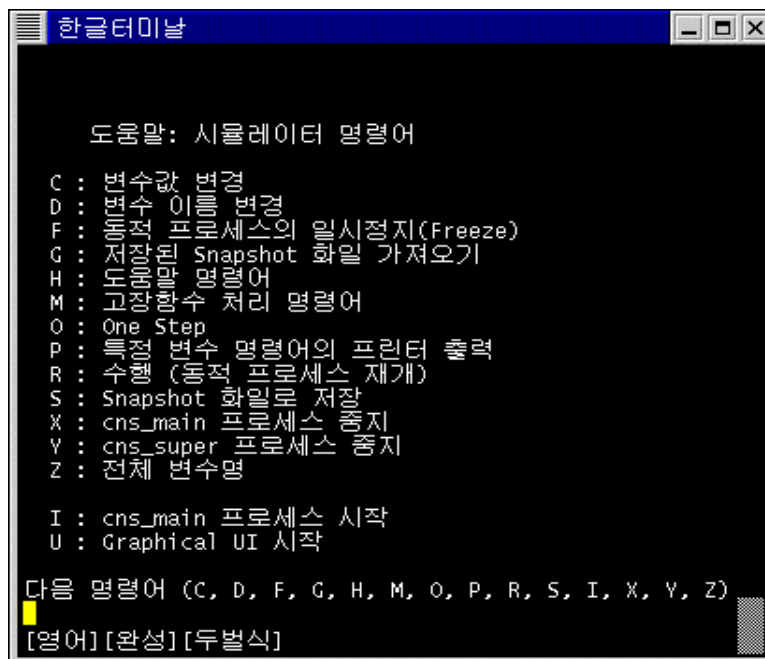 한글터미날
도움말: 시뮬레이터 명령어
C : 변수값 변경
D : 변수 이름 변경
F : 동적 프로세스의 일시정지(Freeze)
G : 저장된 Snapshot 화일 가져오기
H : 도움말 명령어
M : 고장함수 처리 명령어
O : One Step
P : 특정 변수 명령어의 프린터 출력
R : 수행 (동적 프로세스 재개)
S : Snapshot 화일로 저장
X : cns_main 프로세스 중지
Y : cns_super 프로세스 중지
Z : 전체 변수명
I : cns_main 프로세스 시작
U : Graphical UI 시작
다음 명령어 (C, D, F, G, H, M, O, P, R, S, I, X, Y, Z)
[영어][완성][두벌식]